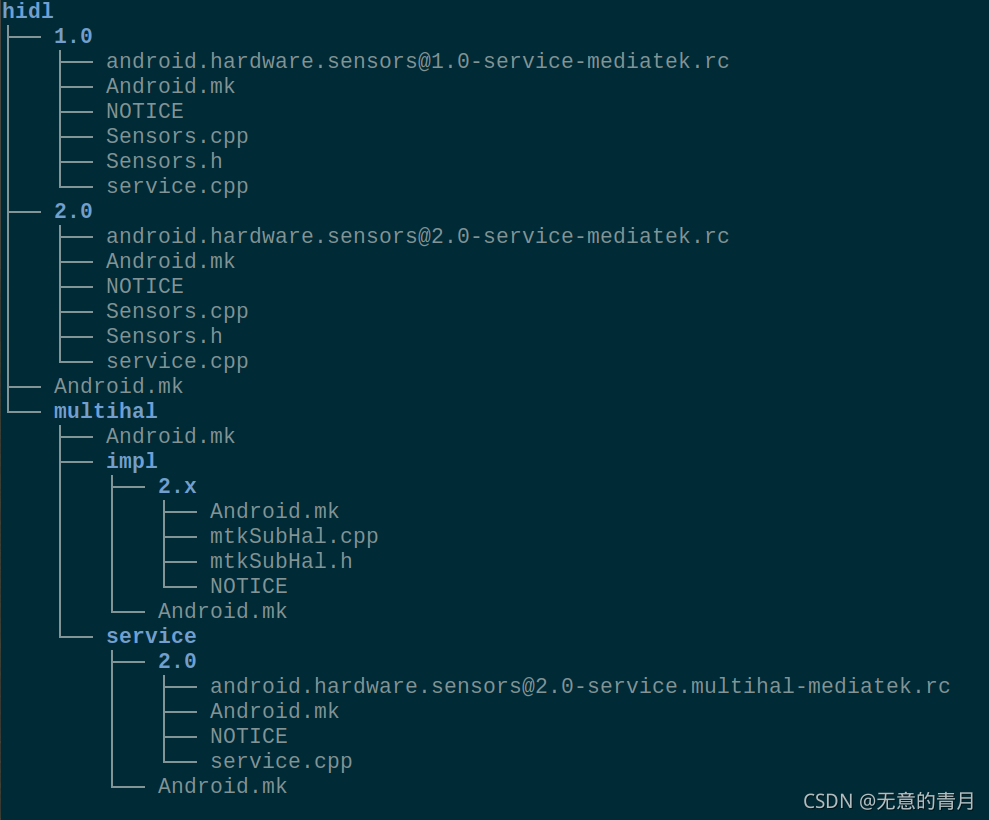 hidl
1.0
android.hardware.sensors@1.0-service-mediatek.rc
Android.mk
NOTICE
Sensors.cpp
Sensors.h
service.cpp
2.0
android.hardware.sensors@2.0-service-mediatek.rc
Android.mk
NOTICE
Sensors.cpp
Sensors.h
service.cpp
Android.mk
multihal
Android.mk
impl
2.x
Android.mk
mtkSubHal.cpp
mtkSubHal.h
NOTICE
Android.mk
service
2.0
android.hardware.sensors@2.0-service.multihal-mediatek.rc
Android.mk
NOTICE
service.cpp
Android.mk
CSDN @无意的青月